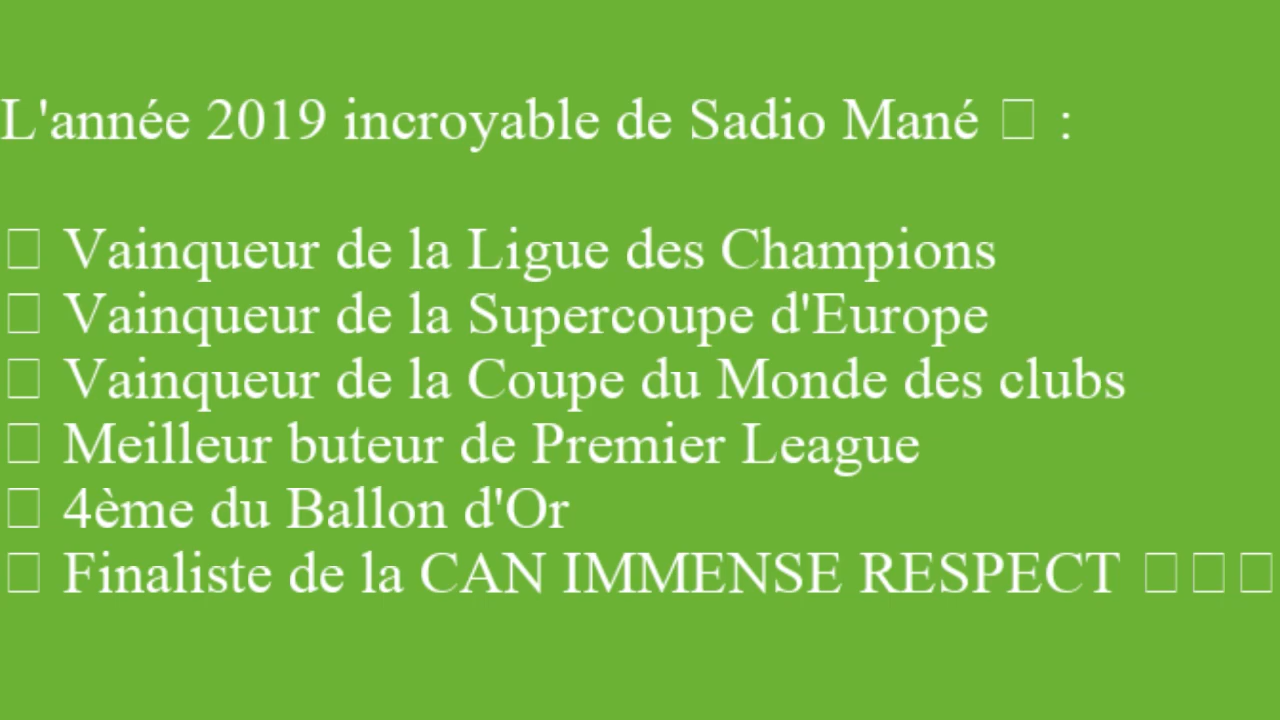 L'année 2019 incroyable de Sadio Mané □ :
□ Vainqueur de la Ligue des Champions
□ Vainqueur de la Supercoupe d'Europe
□ Vainqueur de la Coupe du Monde des clubs
□ Meilleur buteur de Premier League
□ 4ème du Ballon d'Or
□ Finaliste de la CAN IMMENSE RESPECT □□□